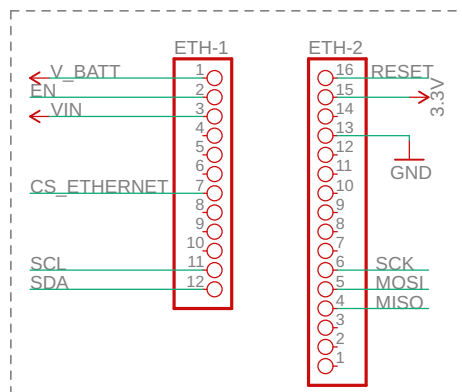 ETH-1
V_BATT 1
EN 2
VIN 3
4
5
6
CS_ETHERNET 7
8
9
10
SCL 11
SDA 12
ETH-2
16 RESET
15 3.3V
14
13 GND
12
11
10
9
8
7
6 SCK
5 MOSI
4 MISO
3
2
1